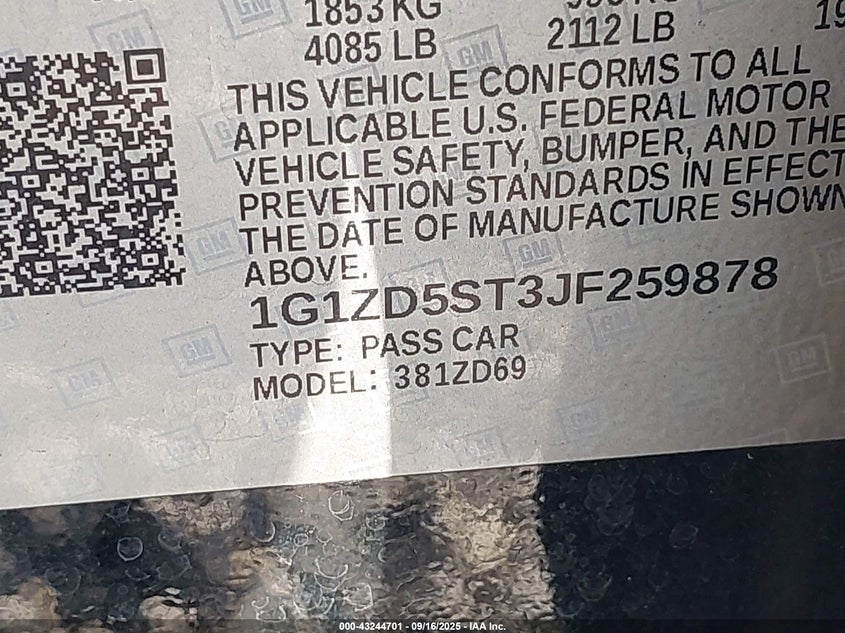 1853 KG
4085 LB 2112 LB
THIS VEHICLE CONFORMS TO ALL
APPLICABLE U.S. FEDERAL MOTOR
VEHICLE SAFETY, BUMPER, AND THE
PREVENTION STANDARDS IN EFFECT
THE DATE OF MANUFACTURE SHOWN
ABOVE.
1G1ZD5ST3JF259878
TYPE: PASS CAR
MODEL: 381ZD69
GM
000-43244701 - 09/16/2025 - IAA Inc.